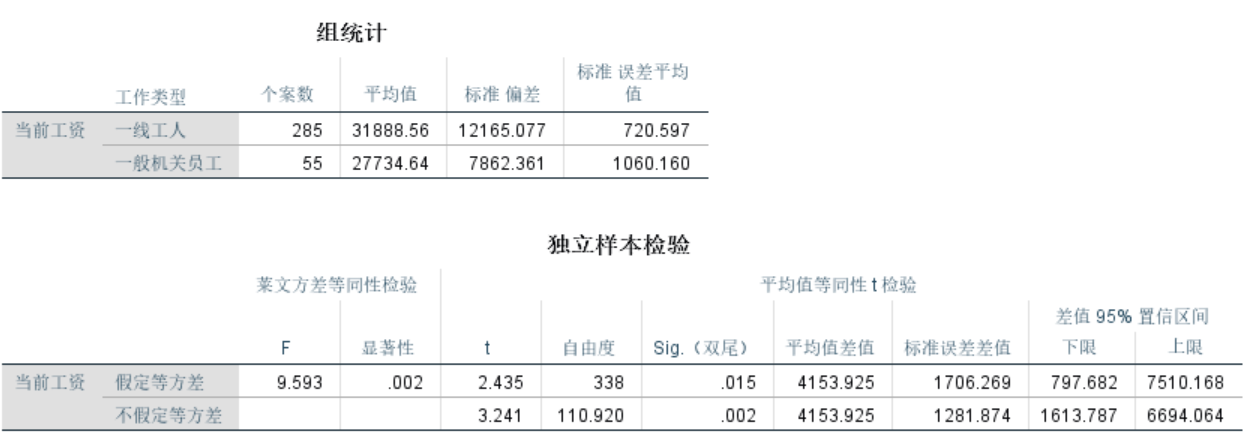 组统计
工作类型 个案数 平均值 标准 偏差 标准 误差平均值
当前工资 一线工人 285 31888.56 12165.077 720.597
一般机关员工 55 27734.64 7862.361 1060.160
独立样本检验
莱文方差等同性检验 平均值等同性 t 检验
差值 95% 置信区间
F 显著性 t 自由度 Sig.（双尾） 平均值差值 标准误差差值 下限 上限
当前工资 假定等方差 9.593 .002 2.435 338 .015 4153.925 1706.269 797.682 7510.168
不假定等方差 3.241 110.920 .002 4153.925 1281.874 1613.787 6694.064